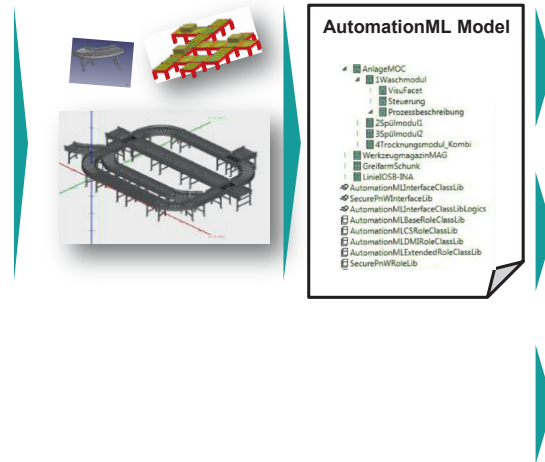 AutomationML Model
AnlageMOC
1Waschmodul
VisuFacet
Steuerung
Prozessbeschreibung
2Spülmodul1
3Spülmodul2
4Trocknungsmodul_Kombi
WerkzeugmagazinMAG
GreifarmSchunk
LinieIOSB-INA
AutomationMLInterfaceClassLib
SecurePnWInterfaceLib
AutomationMLInterfaceClassLibLogics
AutomationMLBaseRoleClassLib
AutomationMLCSRoleClassLib
AutomationMLDMIRoleClassLib
AutomationMLExtendedRoleClassLib
SecurePnWRoleLib